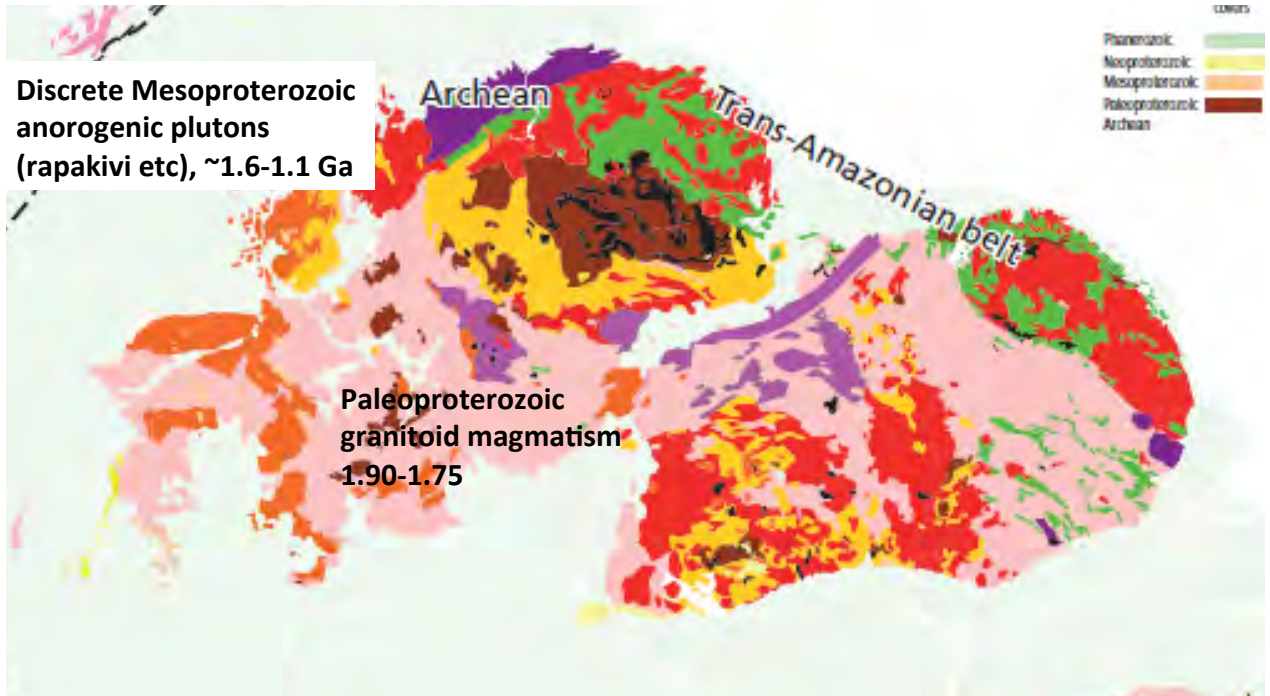 covers
Phanerozoic
Neoproterozoic
Mesoproterozoic
Paleoproterozoic
Archean
Discrete Mesoproterozoic
anorogenic plutons
(rapakivi etc), ~1.6-1.1 Ga
Archean
Trans-Amazonian belt
Paleoproterozoic
granitoid magmatism
1.90-1.75